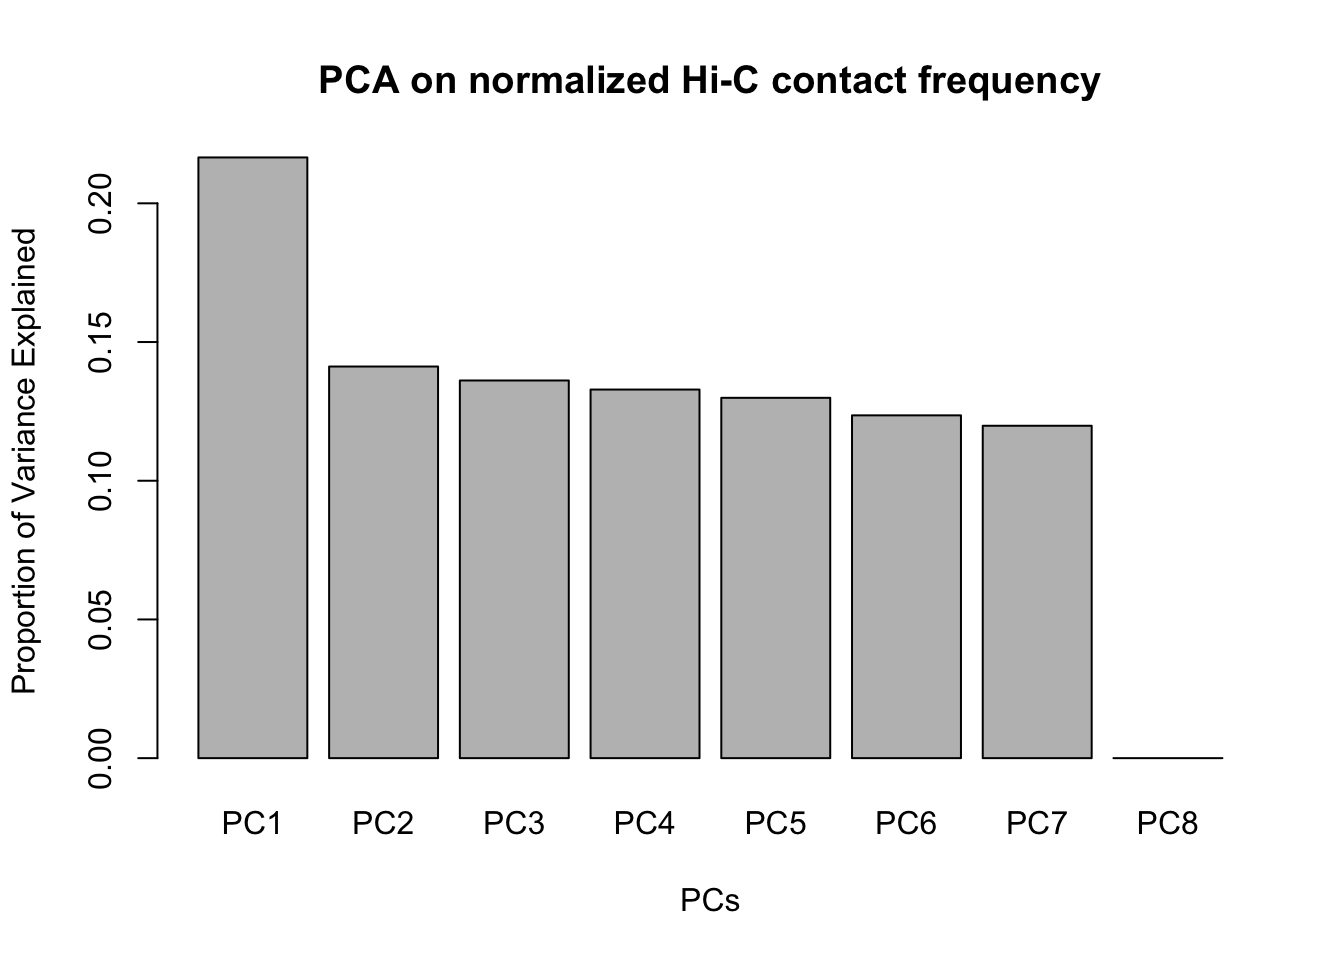 PCA on normalized Hi-C contact frequency
Proportion of Variance Explained
0.20
0.15
0.10
0.05
0.00
PC1 PC2 PC3 PC4 PC5 PC6 PC7 PC8
PCs